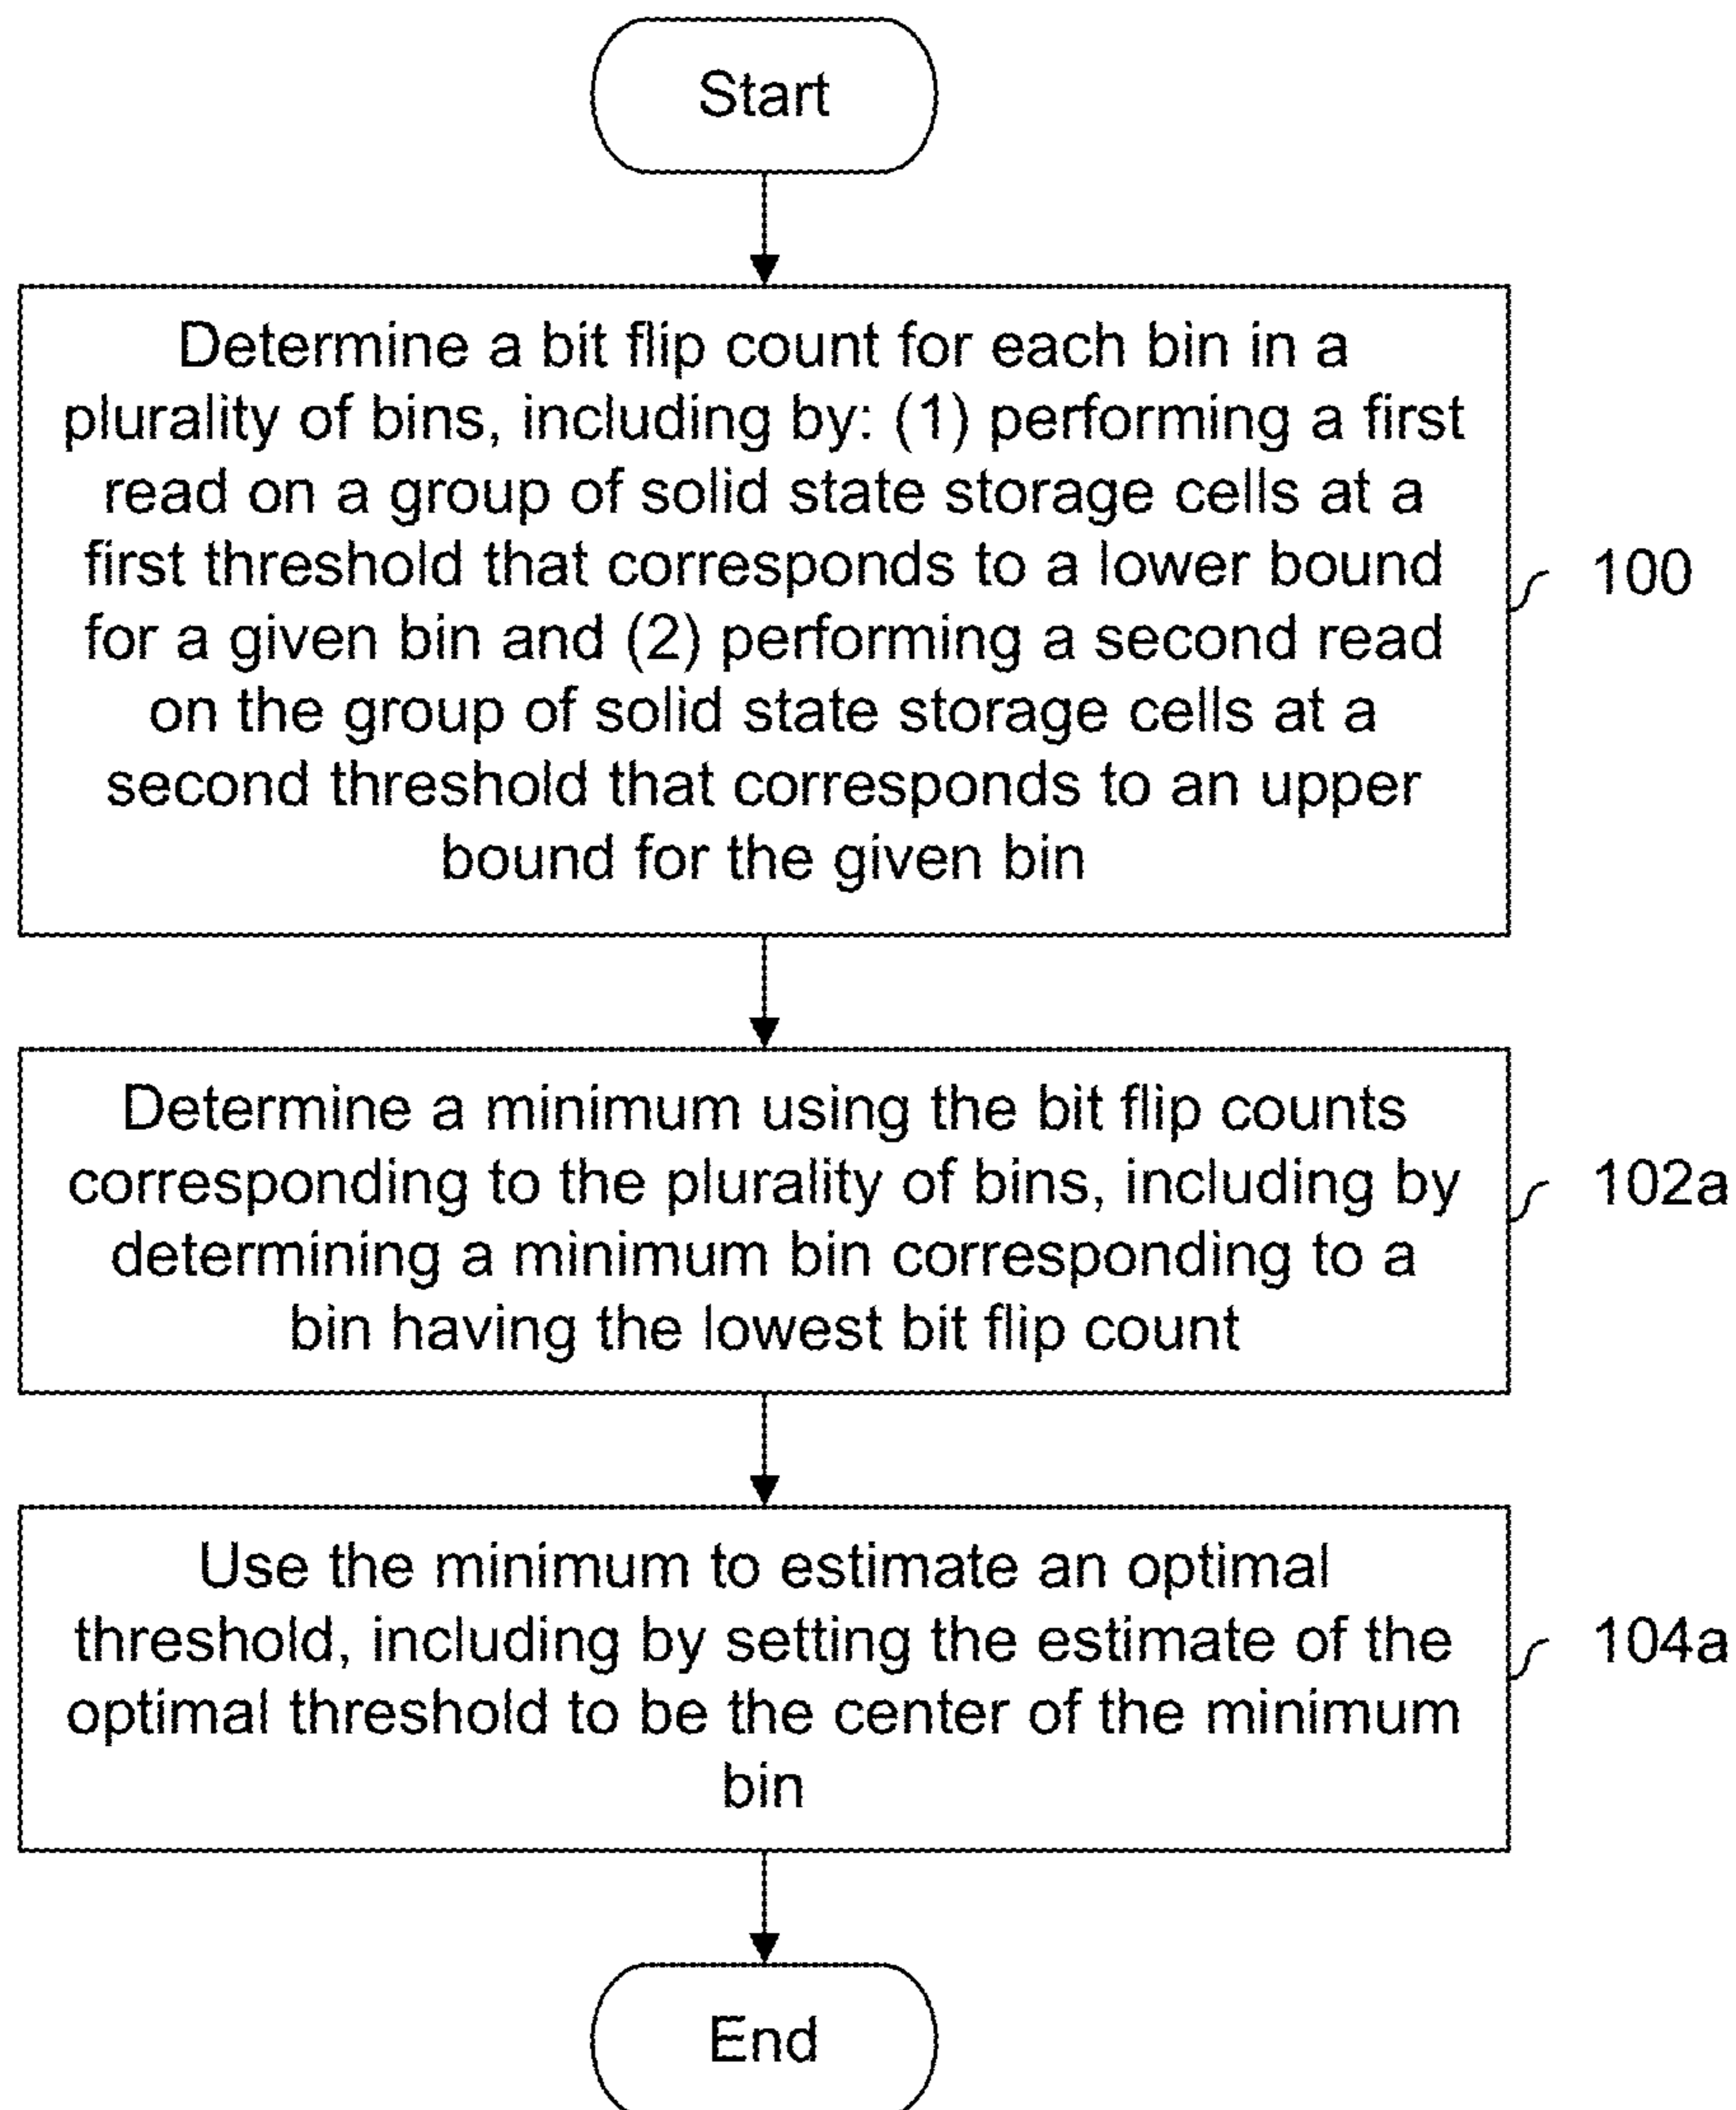 Start
Determine a bit flip count for each bin in a
plurality of bins, including by: (1) performing a first
read on a group of solid state storage cells at a
first threshold that corresponds to a lower bound
for a given bin and (2) performing a second read
on the group of solid state storage cells at a
second threshold that corresponds to an upper
bound for the given bin
100
Determine a minimum using the bit flip counts
corresponding to the plurality of bins, including by
determining a minimum bin corresponding to a
bin having the lowest bit flip count
102a
Use the minimum to estimate an optimal
threshold, including by setting the estimate of the
optimal threshold to be the center of the minimum
bin
104a
End